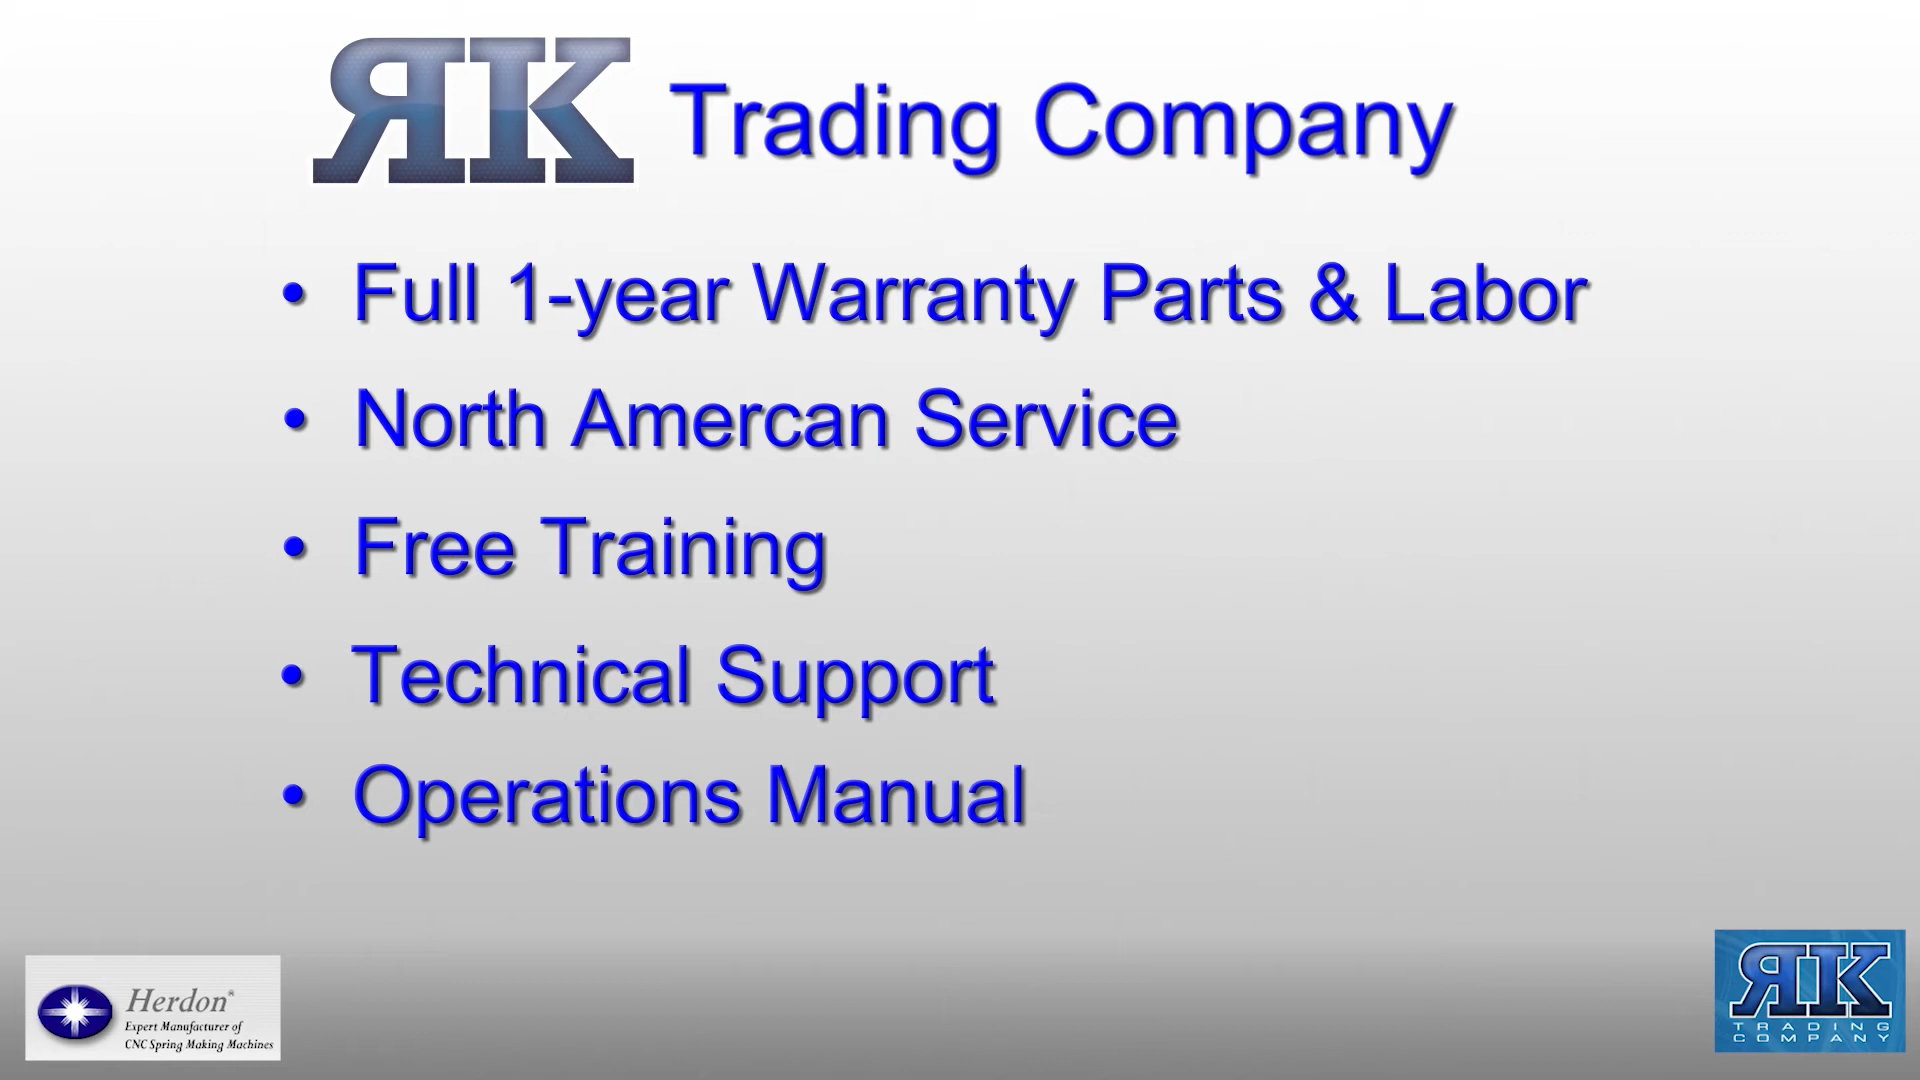 ЯK Trading Company
• Full 1-year Warranty Parts & Labor
• North Amercan Service
• Free Training
• Technical Support
• Operations Manual
Herdon®
Expert Manufacturer of
CNC Spring Making Machines
ЯK
TRADING
COMPANY